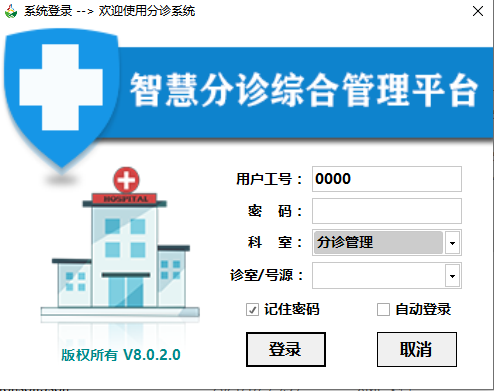 系统登录 --> 欢迎使用分诊系统
智慧分诊综合管理平台
HOSPITAL
用户工号： 0000
密 码：
科 室： 分诊管理
诊室/号源：
记住密码 自动登录
登录 取消
版权所有 V8.0.2.0